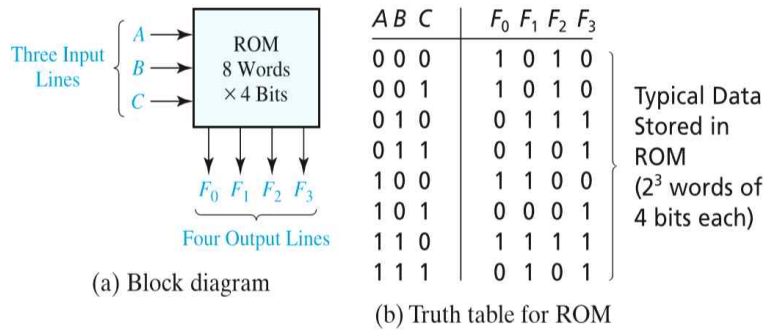 Three Input
Lines
A
B
C
ROM
8 Words
× 4 Bits
F₀ F₁ F₂ F₃
Four Output Lines
(a) Block diagram
A B C F₀ F₁ F₂ F₃
0 0 0 1 0 1 0
0 0 1 1 0 1 0
0 1 0 0 1 1 1
0 1 1 0 1 0 1
1 0 0 1 1 0 0
1 0 1 0 0 0 1
1 1 0 1 1 1 1
1 1 1 0 1 0 1
Typical Data
Stored in
ROM
(2³ words of
4 bits each)
(b) Truth table for ROM